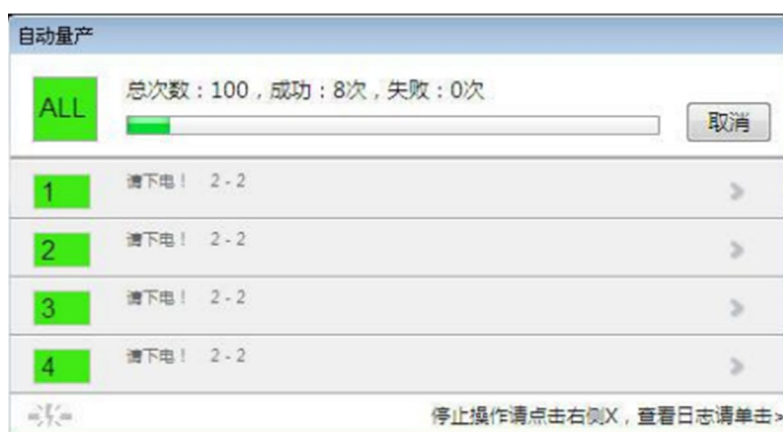 自动量产
ALL
总次数：100，成功：8次，失败：0次
取消
1 请下电！ 2-2
2 请下电！ 2-2
3 请下电！ 2-2
4 请下电！ 2-2
停止操作请点击右侧X，查看日志请单击>